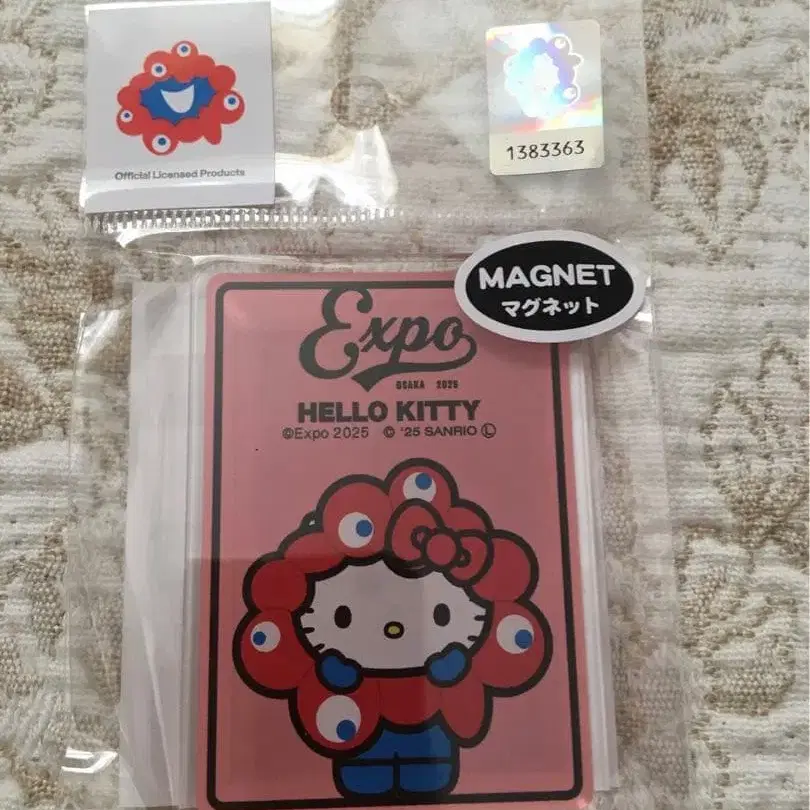 Official Licensed Products
1383363
MAGNET
マグネット
Expo
OSAKA 2025
HELLO KITTY
©Expo 2025 © '25 SANRIO Ⓛ